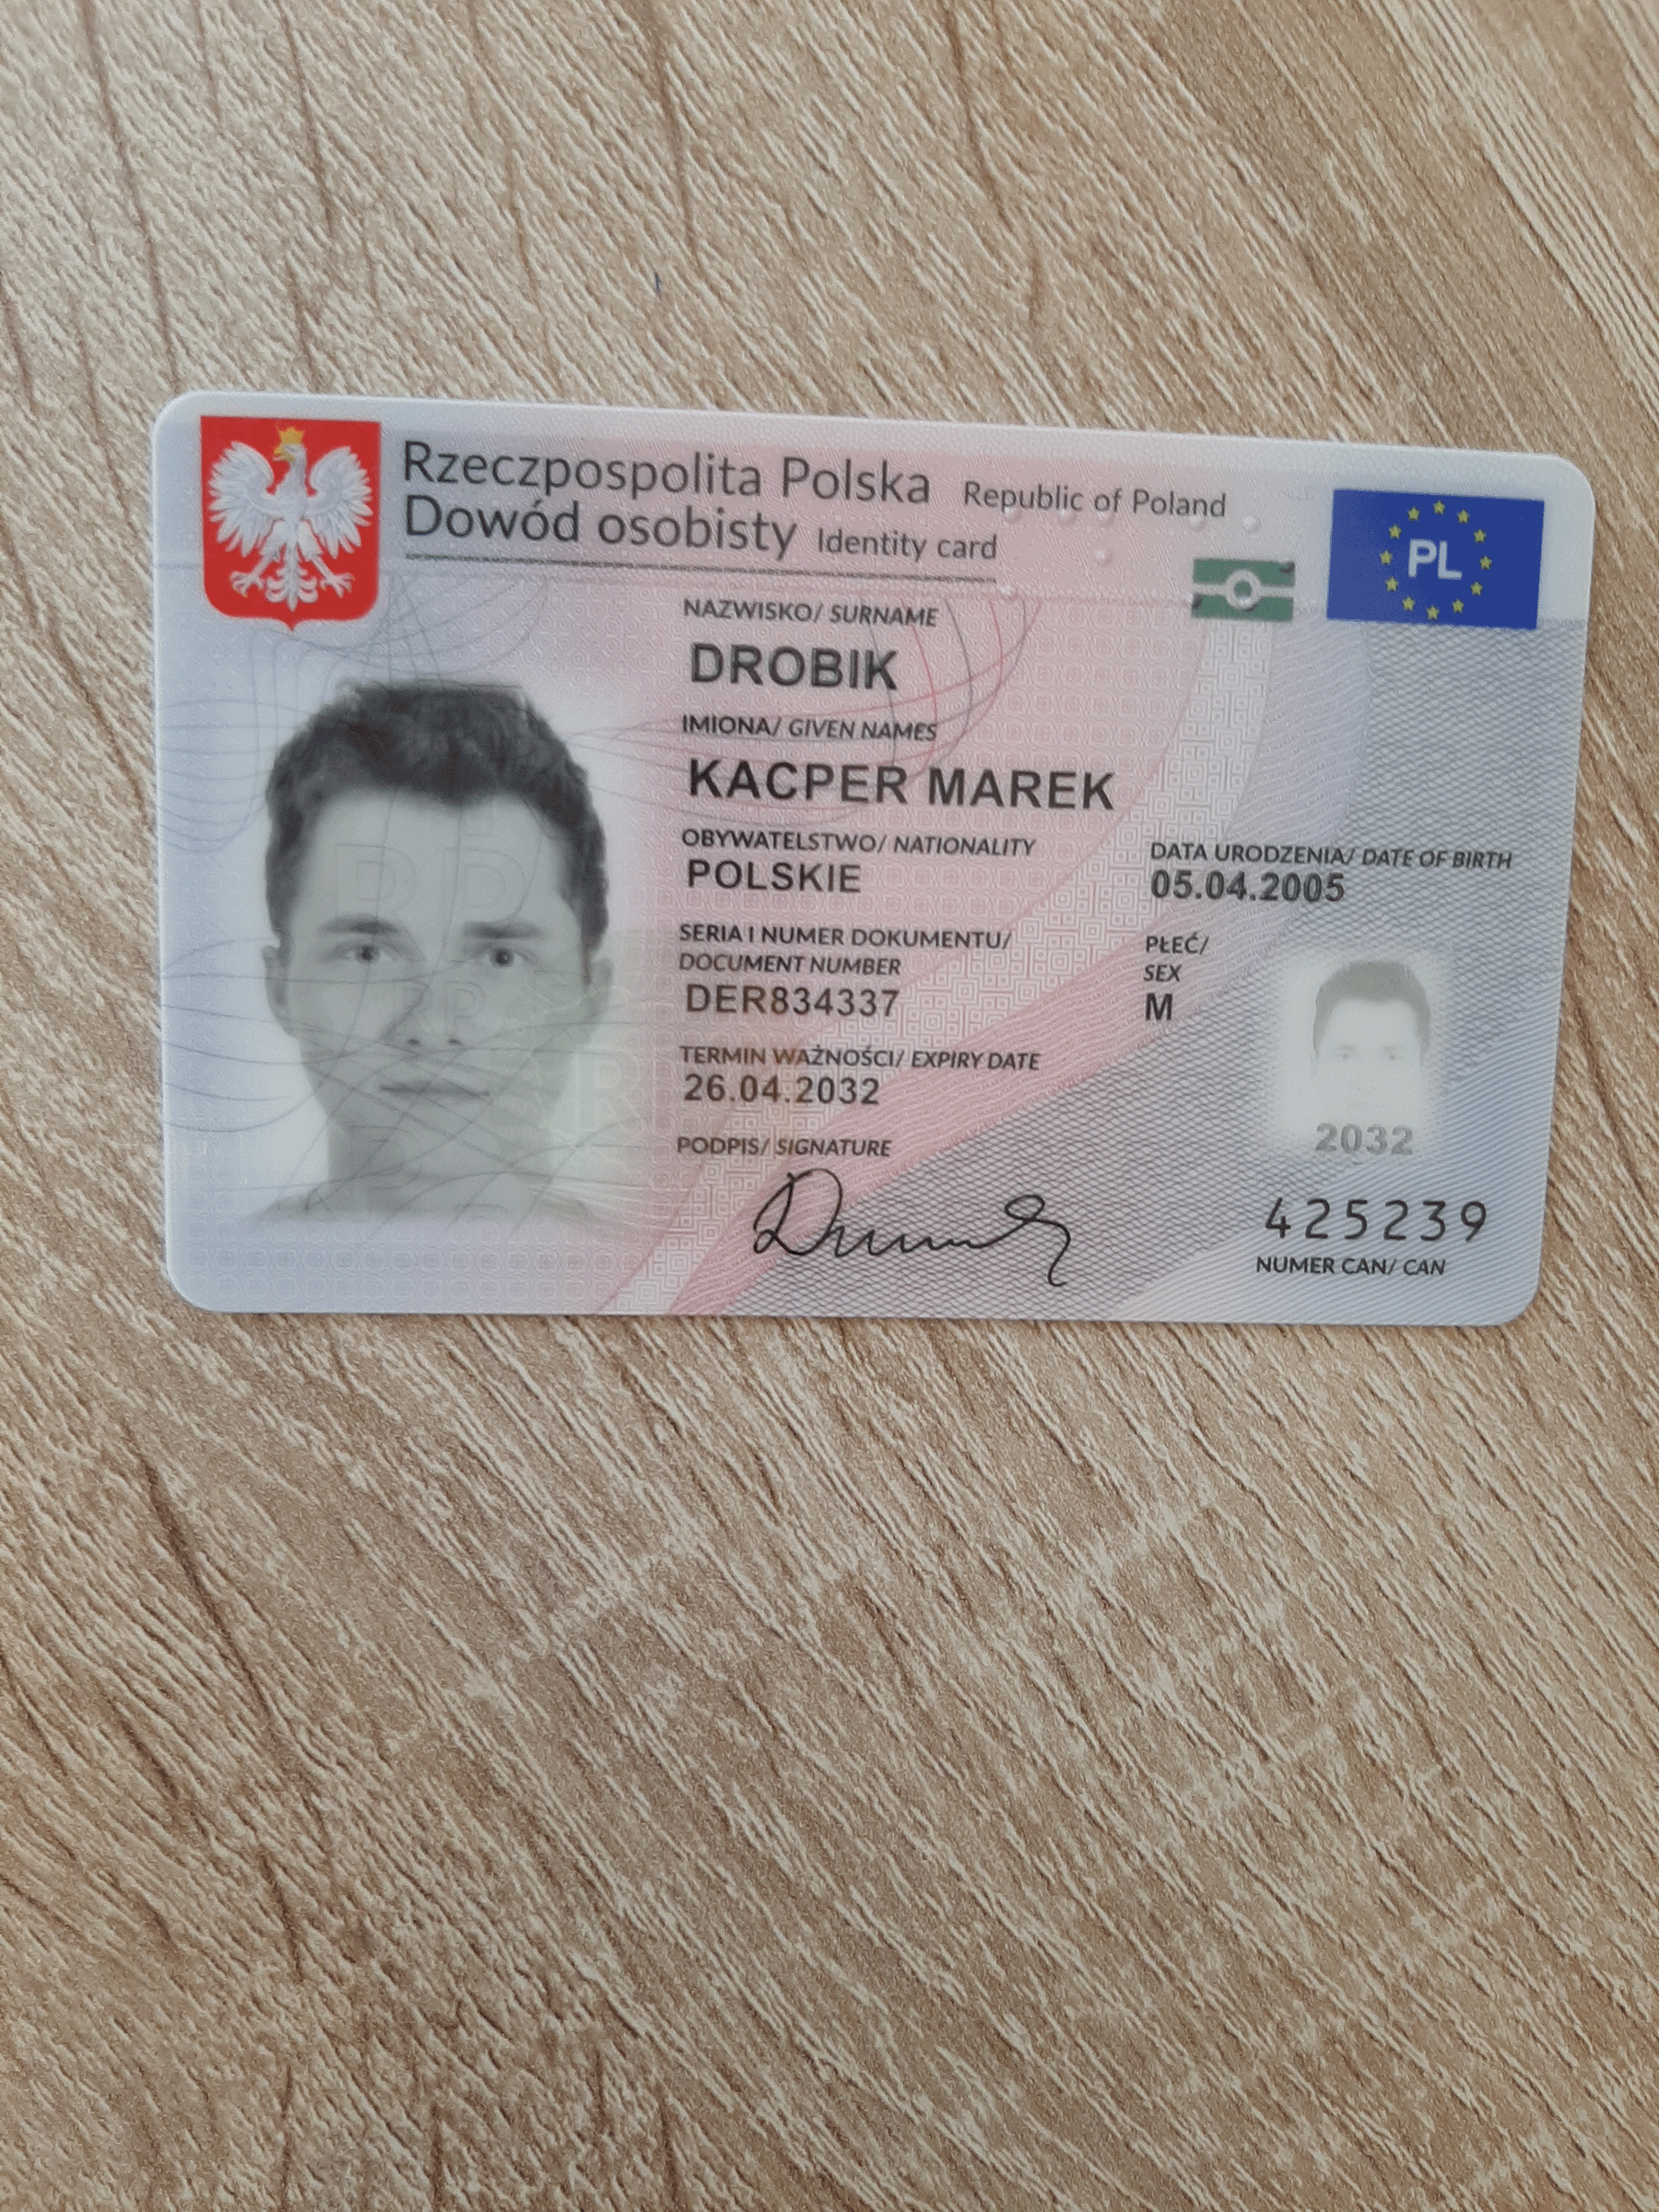 Rzeczpospolita Polska Republic of Poland
Dowód osobisty Identity card
PL
NAZWISKO/ SURNAME
DROBIK
IMIONA/ GIVEN NAMES
KACPER MAREK
OBYWATELSTWO/ NATIONALITY
POLSKIE
DATA URODZENIA/ DATE OF BIRTH
05.04.2005
SERIA I NUMER DOKUMENTU/
DOCUMENT NUMBER
DER834337
PŁEĆ/
SEX
M
TERMIN WAŻNOŚCI/ EXPIRY DATE
26.04.2032
2032
PODPIS/ SIGNATURE
425239
NUMER CAN/ CAN